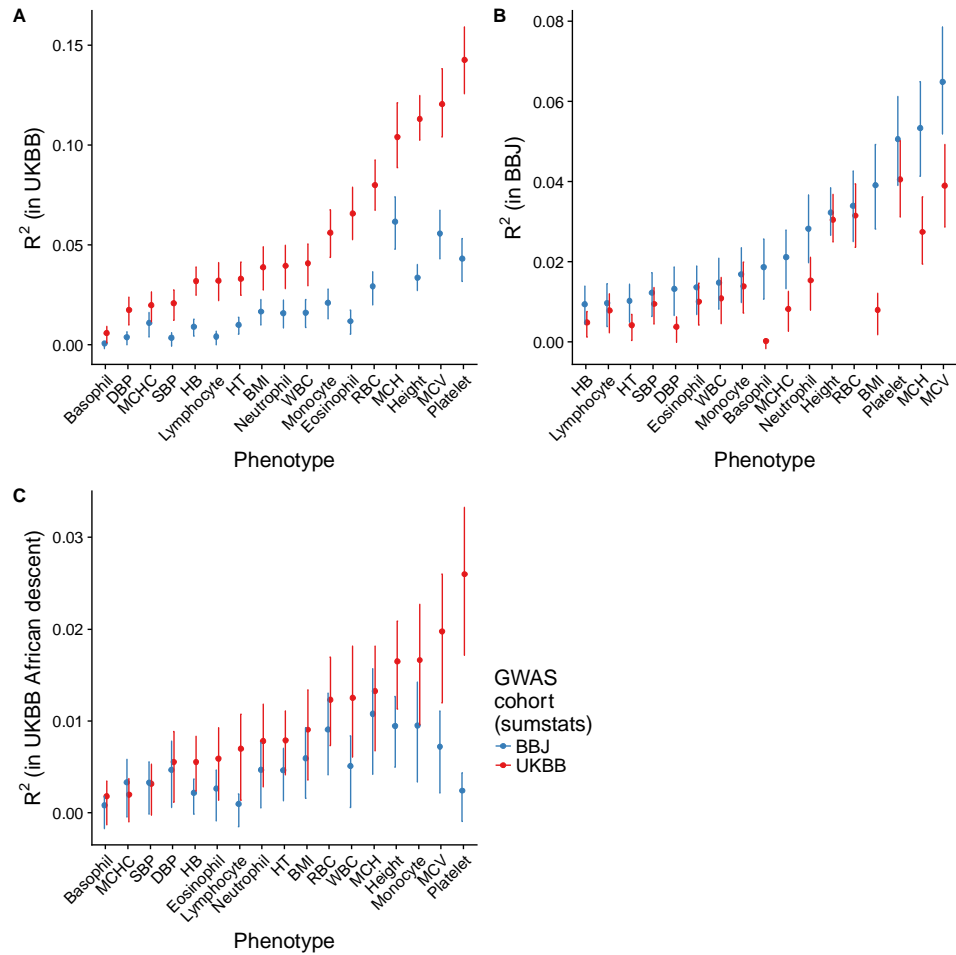 A
R² (in UKBB)
0.15
0.10
0.05
0.00
Basophil
DBP
MCHC
SBP
HB
Lymphocyte
HT
BMI
Neutrophil
WBC
Monocyte
Eosinophil
RBC
MCH
Height
MCV
Platelet
Phenotype
B
R² (in BBJ)
0.08
0.06
0.04
0.02
0.00
HB
Lymphocyte
HT
SBP
DBP
Eosinophil
WBC
Monocyte
Basophil
MCHC
Neutrophil
Height
RBC
BMI
Platelet
MCH
MCV
Phenotype
C
R² (in UKBB African descent)
0.03
0.02
0.01
0.00
Basophil
MCHC
SBP
DBP
HB
Eosinophil
Lymphocyte
Neutrophil
HT
BMI
RBC
WBC
MCH
Height
Monocyte
MCV
Platelet
Phenotype
GWAS
cohort
(sumstats)
BBJ
UKBB